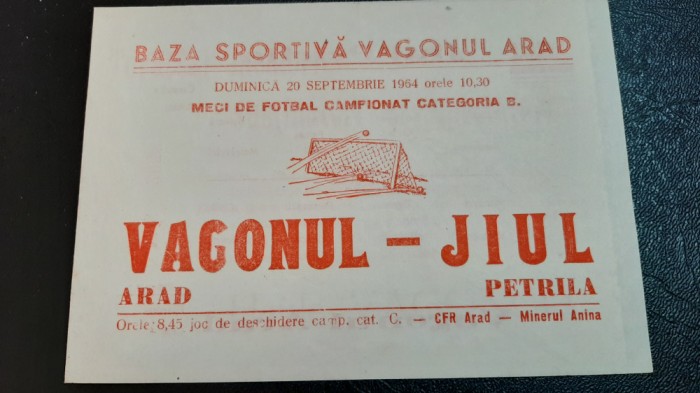 BAZA SPORTIVĂ VAGONUL ARAD
DUMINICĂ 20 SEPTEMBRIE 1964 orele 10,30
MECI DE FOTBAL CAMPIONAT CATEGORIA B.
VAGONUL – JIUL
ARAD PETRILA
Orele 8,45 joc de deschidere camp. cat. C. — CFR Arad — Minerul Anina